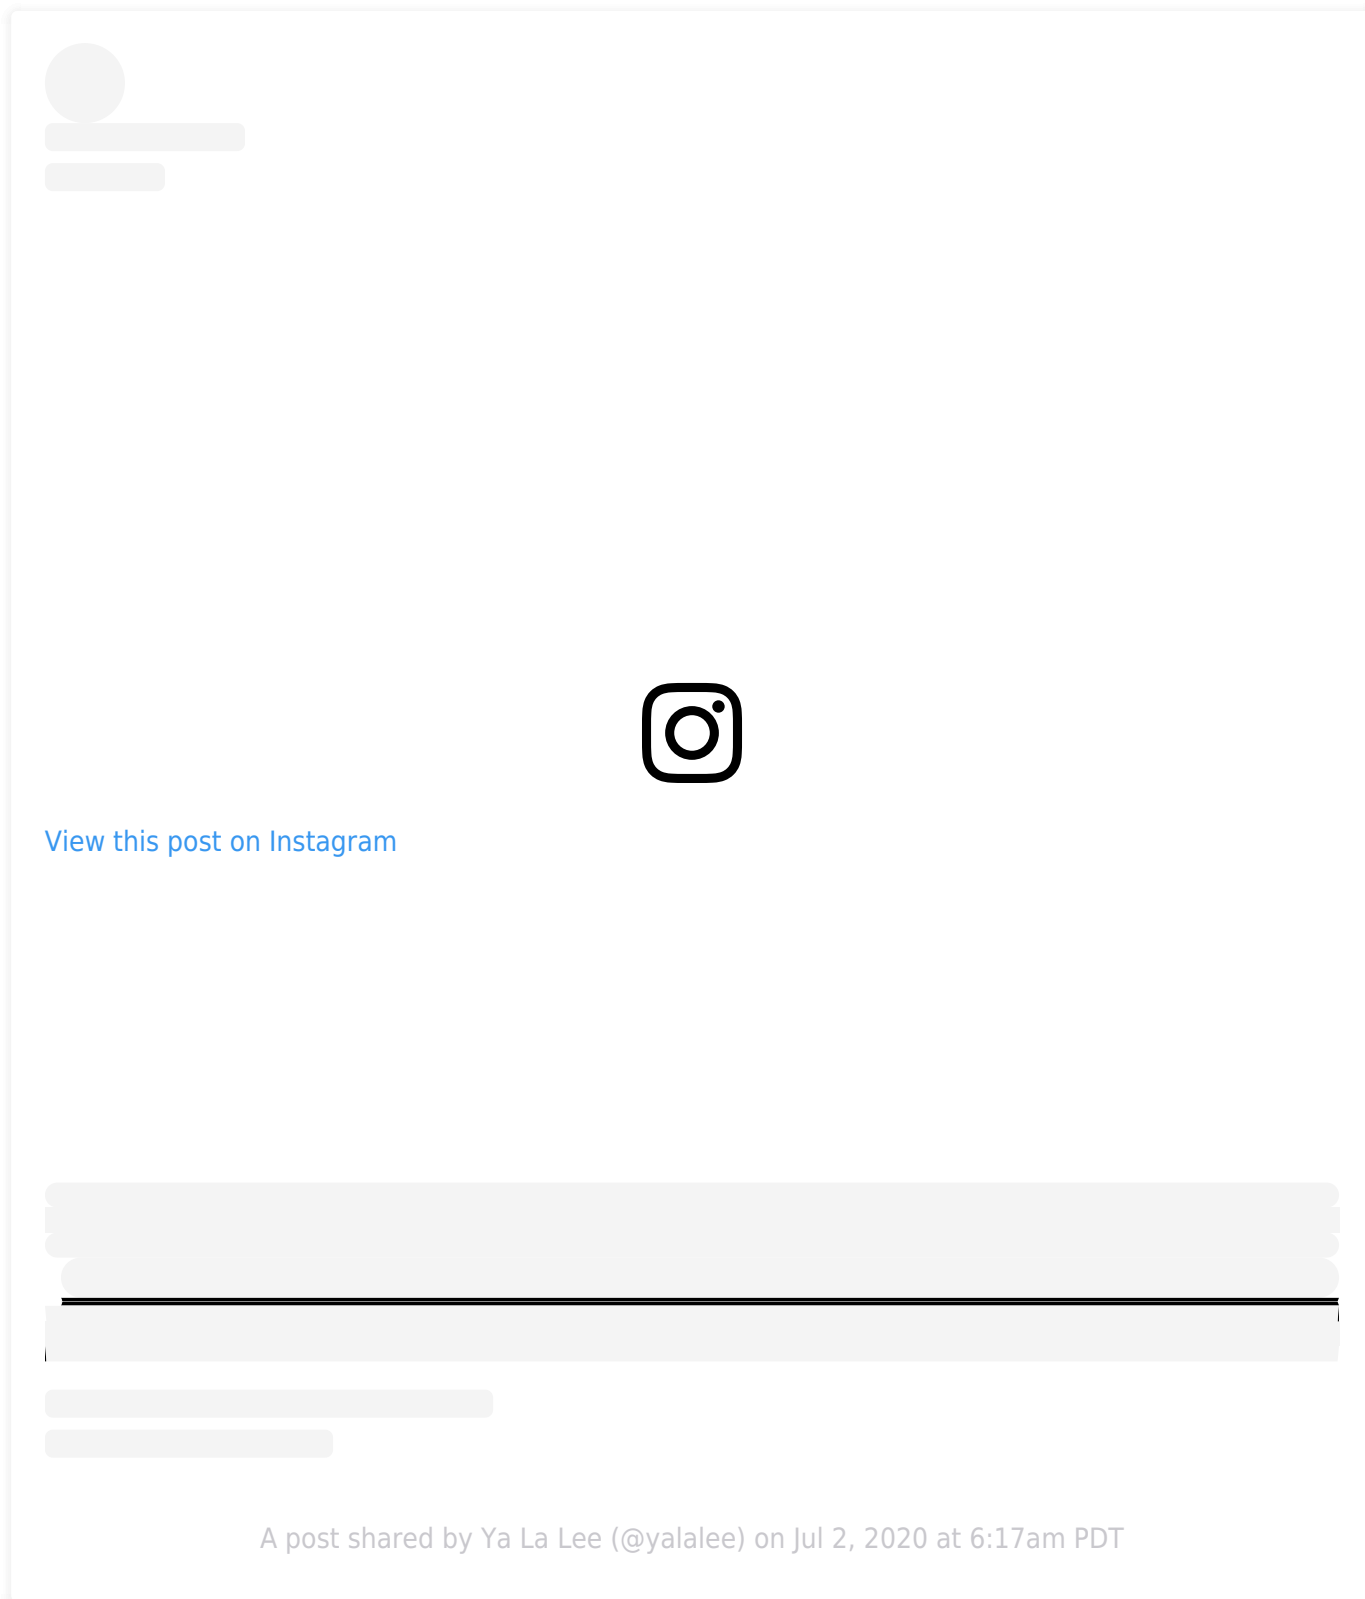 View this post on Instagram
A post shared by Ya La Lee (@yalalee) on Jul 2, 2020 at 6:17am PDT